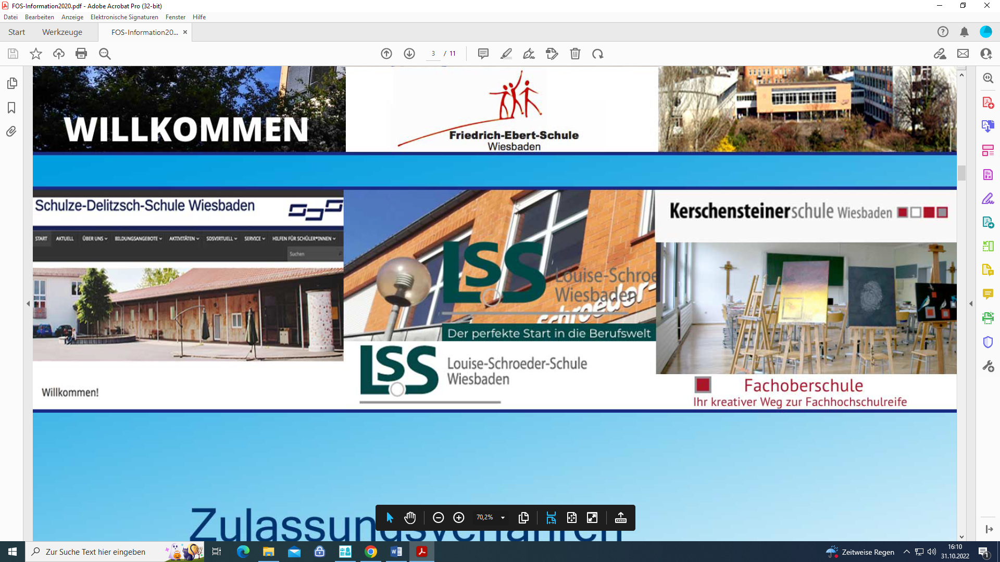 FOS-Information2020.pdf - Adobe Acrobat Pro (32-bit)
Datei Bearbeiten Anzeige Elektronische Signaturen Fenster Hilfe
Start Werkzeuge FOS-Information20... ×
3 / 11
WILLKOMMEN
Friedrich-Ebert-Schule
Wiesbaden
Schulze-Delitzsch-Schule Wiesbaden
START AKTUELL ÜBER UNS BILDUNGSANGEBOTE AKTIVITÄTEN SDSVIRTUELL SERVICE HILFEN FÜR SCHÜLER*INNEN
Suchen
Willkommen!
LSS
Louise-Schroe
Wiesbaden
schroeder-
Der perfekte Start in die Berufswelt
LSS
Louise-Schroeder-Schule
Wiesbaden
Kerschensteinerschule Wiesbaden
Fachoberschule
Ihr kreativer Weg zur Fachhochschulreife
Zulassungsverfahren
70,2%
Zur Suche Text hier eingeben
Zeitweise Regen
16:10
31.10.2022
1